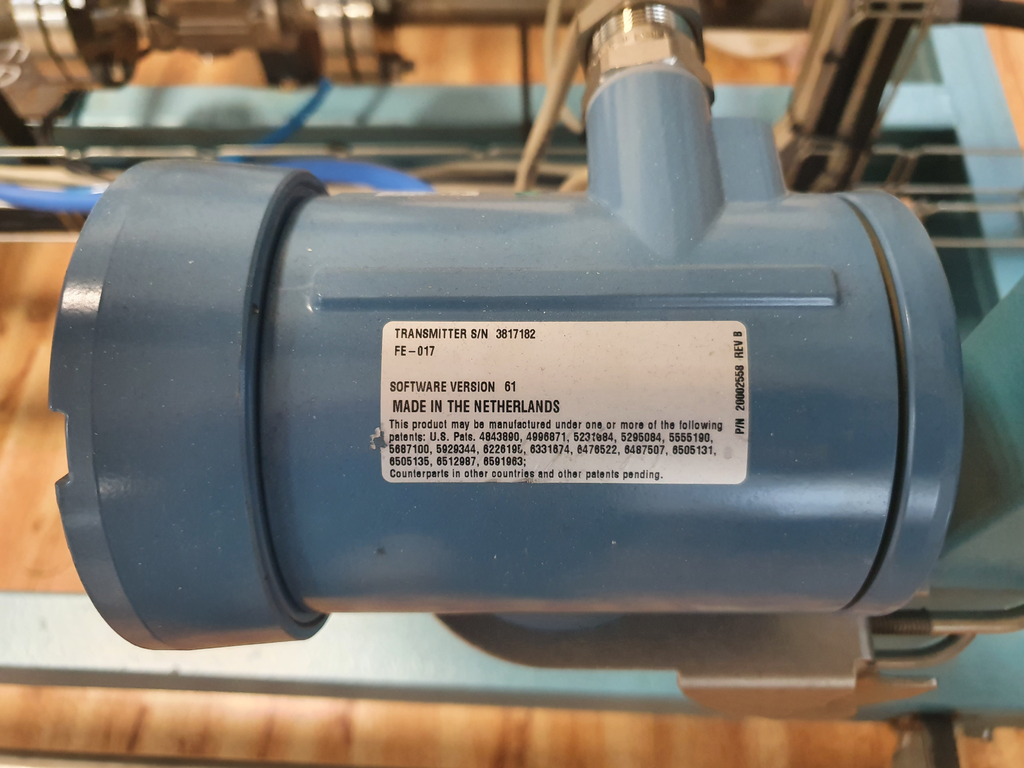 TRANSMITTER S/N 3817182
FE-017
SOFTWARE VERSION 61
MADE IN THE NETHERLANDS
This product may be manufactured under one or more of the following
patents: U.S. Pats. 4843890, 4996871, 5231884, 5295084, 5555190,
5687100, 5929344, 6226195, 6331674, 6476522, 6487507, 6505131,
6505135, 6512987, 6591963;
Counterparts in other countries and other patents pending.
P/N 20002558 REV B